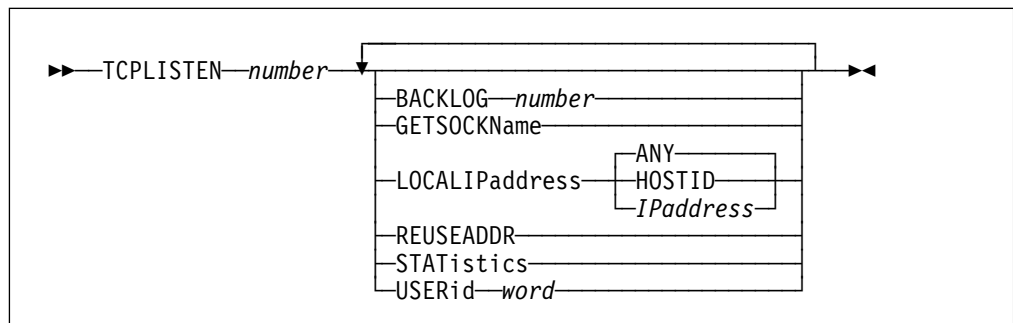 TCPLISTEN number
BACKLOG number
GETSOCKName
ANY
LOCALIPaddress HOSTID
IPaddress
REUSEADDR
STATistics
USERid word